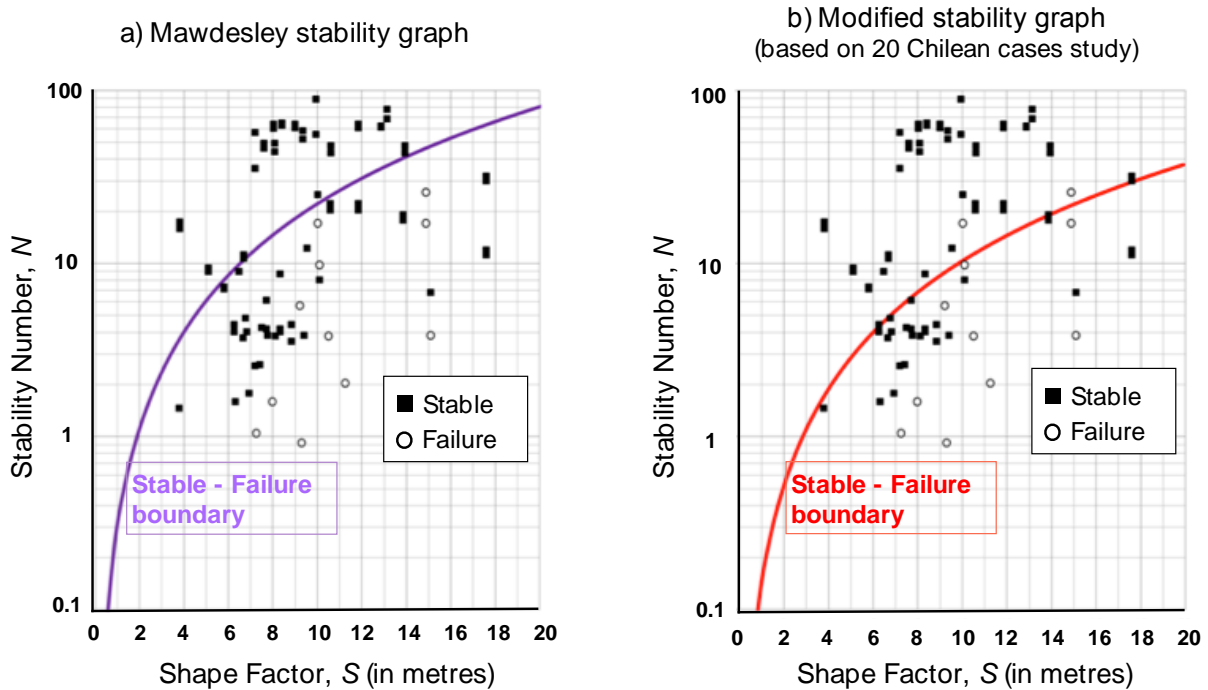 a) Mawdesley stability graph
100
10
1
0.1
Stability Number, N
Stable
Failure
Stable - Failure
boundary
0 2 4 6 8 10 12 14 16 18 20
Shape Factor, S (in metres)
b) Modified stability graph
(based on 20 Chilean cases study)
100
10
1
0.1
Stability Number, N
Stable
Failure
Stable - Failure
boundary
0 2 4 6 8 10 12 14 16 18 20
Shape Factor, S (in metres)